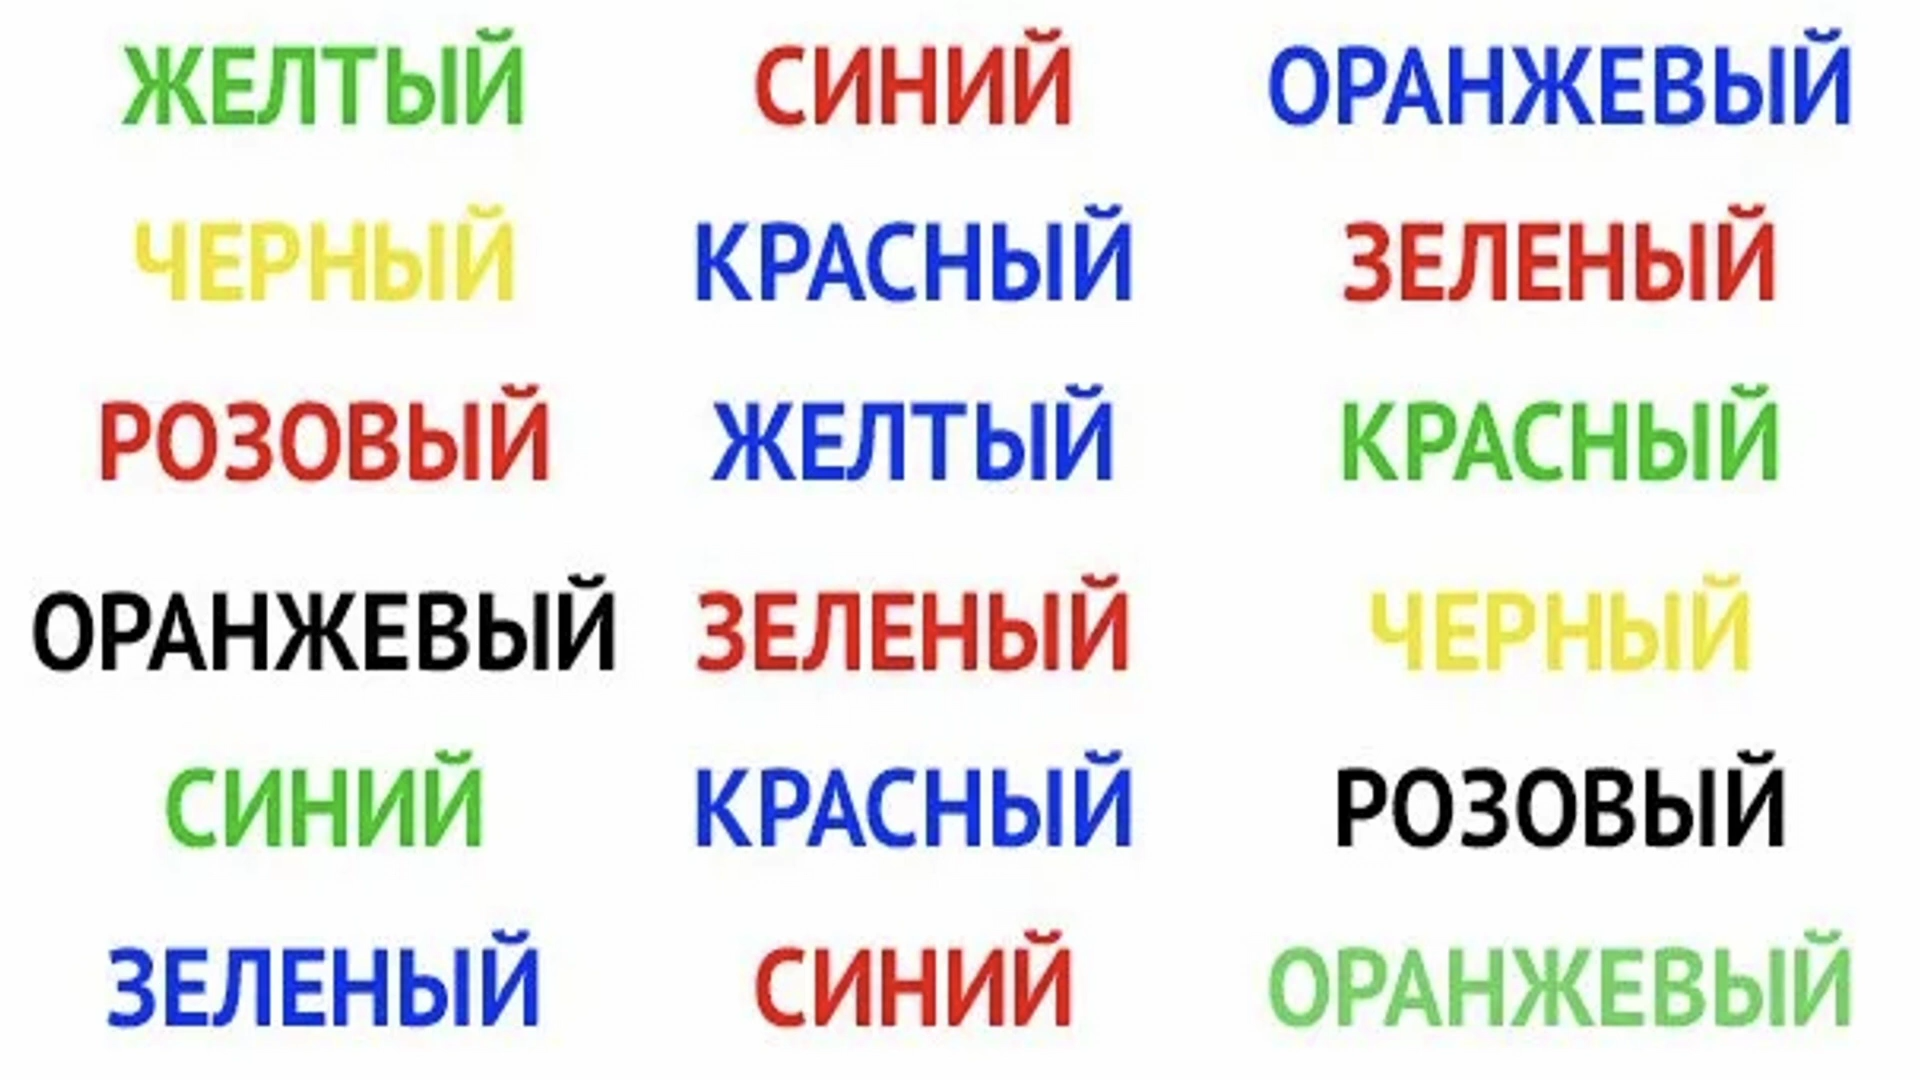 ЖЕЛТЫЙ СИНИЙ ОРАНЖЕВЫЙ
ЧЕРНЫЙ КРАСНЫЙ ЗЕЛЕНЫЙ
РОЗОВЫЙ ЖЕЛТЫЙ КРАСНЫЙ
ОРАНЖЕВЫЙ ЗЕЛЕНЫЙ ЧЕРНЫЙ
СИНИЙ КРАСНЫЙ РОЗОВЫЙ
ЗЕЛЕНЫЙ СИНИЙ ОРАНЖЕВЫЙ